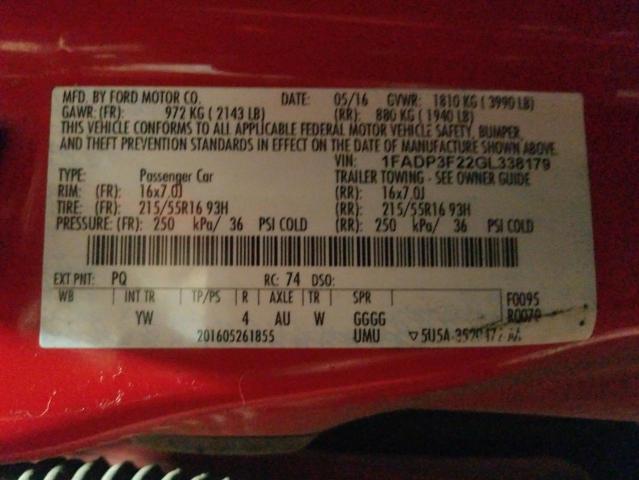 MFD. BY FORD MOTOR CO. DATE: 05/16 GVWR: 1810 KG ( 3990 LB)
GAWR: (FR): 972 KG ( 2143 LB) (RR): 880 KG ( 1940 LB)
THIS VEHICLE CONFORMS TO ALL APPLICABLE FEDERAL MOTOR VEHICLE SAFETY, BUMPER,
AND THEFT PREVENTION STANDARDS IN EFFECT ON THE DATE OF MANUFACTURE SHOWN ABOVE.
VIN: 1FADP3F22GL338179
TYPE: Passenger Car TRAILER TOWING - SEE OWNER GUIDE
RIM: (FR): 16x7.0J (RR): 16x7.0J
TIRE: (FR): 215/55R16 93H (RR): 215/55R16 93H
PRESSURE: (FR): 250 kPa/ 36 PSI COLD (RR): 250 kPa/ 36 PSI COLD
EXT PNT: PQ RC: 74 DSO:
WB INT TR TP/PS R AXLE TR SPR F0095
YW 4 AU W GGGG R0070
201605261855 UMU ▽5U5A-